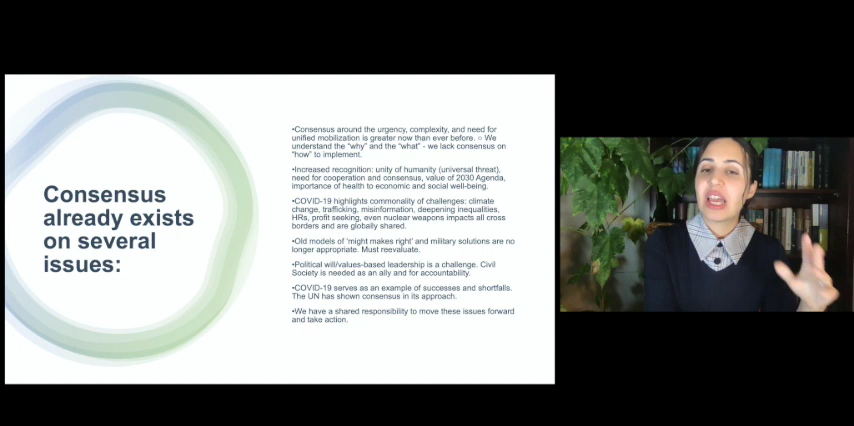 Consensus
already exists
on several
issues:
•Consensus around the urgency, complexity, and need for
unified mobilization is greater now than ever before. ○ We
understand the "why" and the "what" - we lack consensus on
"how" to implement.
•Increased recognition: unity of humanity (universal threat),
need for cooperation and consensus, value of 2030 Agenda,
importance of health to economic and social well-being.
•COVID-19 highlights commonality of challenges: climate
change, trafficking, misinformation, deepening inequalities,
HRs, profit seeking, even nuclear weapons impacts all cross
borders and are globally shared.
•Old models of 'might makes right' and military solutions are no
longer appropriate. Must reevaluate.
•Political will/values-based leadership is a challenge. Civil
Society is needed as an ally and for accountability.
•COVID-19 serves as an example of successes and shortfalls.
The UN has shown consensus in its approach.
•We have a shared responsibility to move these issues forward
and take action.